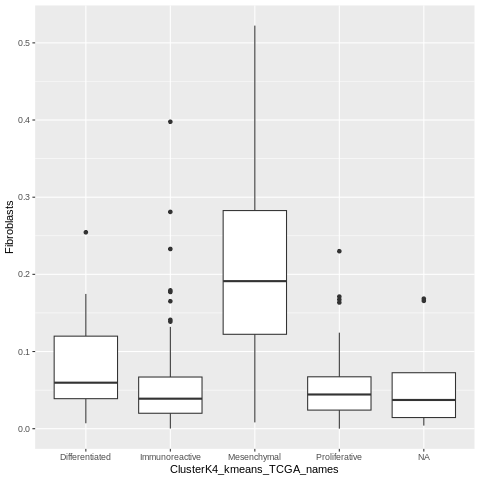 0.5
0.4
0.3
0.2
0.1
0.0
Fibroblasts
Differentiated Immunoreactive Mesenchymal Proliferative NA
ClusterK4_kmeans_TCGA_names